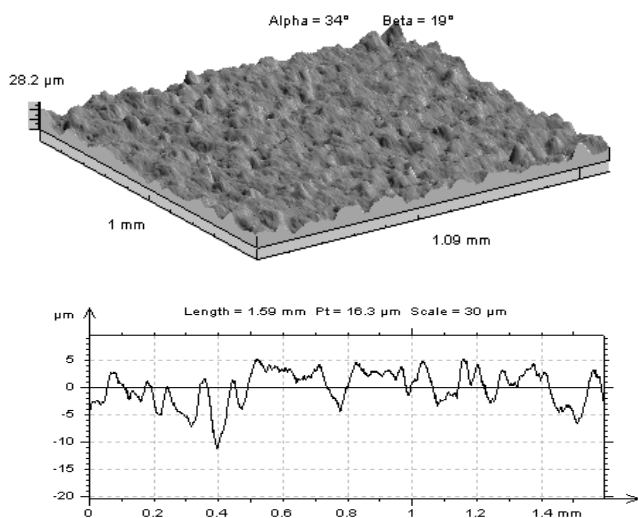 Alpha = 34° Beta = 19°
28.2 µm
1 mm
1.09 mm
µm Length = 1.59 mm Pt = 16.3 µm Scale = 30 µm
5
0
-5
-10
-15
-20
0 0.2 0.4 0.6 0.8 1 1.2 1.4 mm